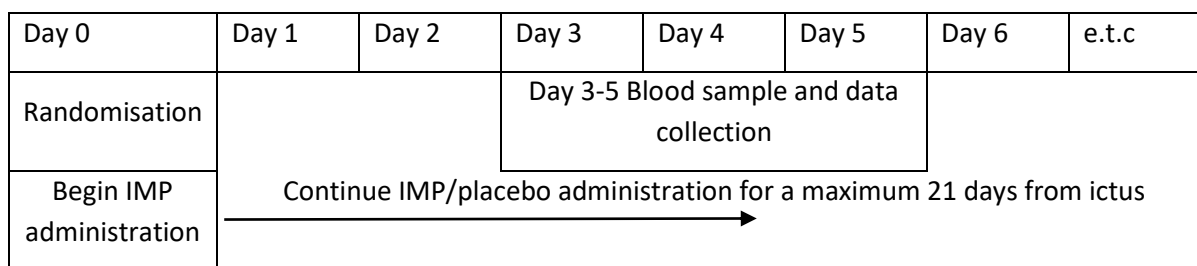 Day 0 Day 1 Day 2 Day 3 Day 4 Day 5 Day 6 e.t.c
Randomisation
Day 3-5 Blood sample and data
collection
Begin IMP
administration
Continue IMP/placebo administration for a maximum 21 days from ictus